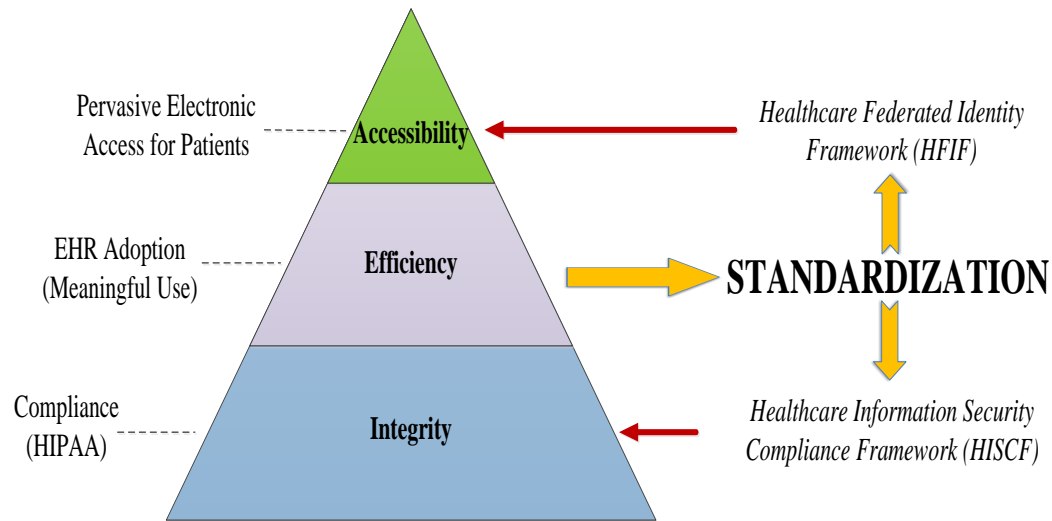 Pervasive Electronic
Access for Patients
Accessibility
Healthcare Federated Identity
Framework (HFIF)
EHR Adoption
(Meaningful Use)
Efficiency
STANDARDIZATION
Compliance
(HIPAA)
Integrity
Healthcare Information Security
Compliance Framework (HISCF)